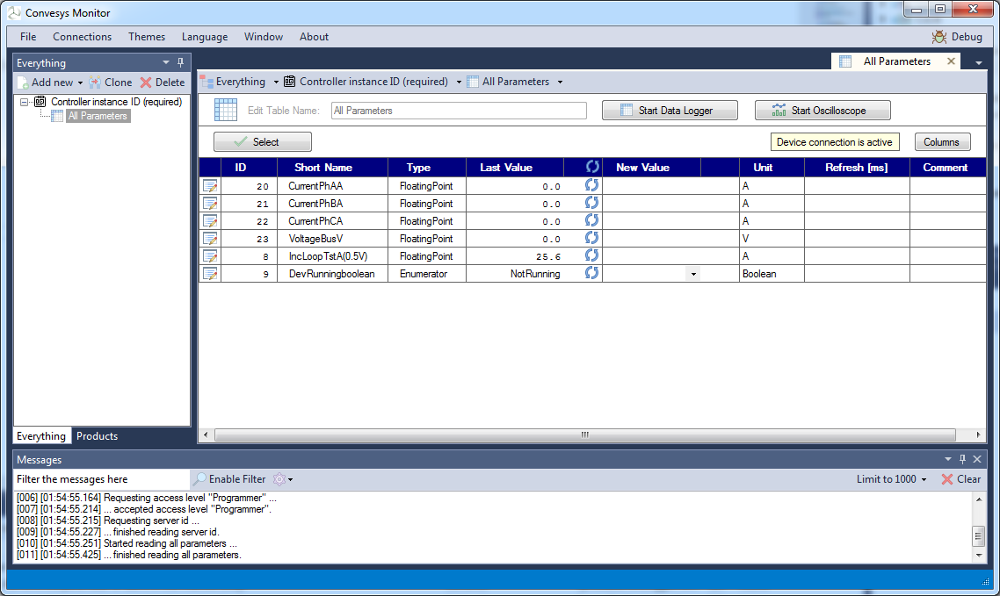 Convesys Monitor
File Connections Themes Language Window About Debug
Everything
All Parameters
Add new Clone Delete
Everything Controller instance ID (required) All Parameters
Controller instance ID (required)
All Parameters
Edit Table Name: All Parameters Start Data Logger Start Oscilloscope
Select Device connection is active Columns
ID Short Name Type Last Value New Value Unit Refresh [ms] Comment
20 CurrentPhAA FloatingPoint 0.0 A
21 CurrentPhBA FloatingPoint 0.0 A
22 CurrentPhCA FloatingPoint 0.0 A
23 VoltageBusV FloatingPoint 0.0 V
8 IncLoopTstA(0.5V) FloatingPoint 25.6 A
9 DevRunningboolean Enumerator NotRunning Boolean
Everything Products
Messages
Filter the messages here Enable Filter Limit to 1000 Clear
[006] [01:54:55.164] Requesting access level "Programmer" ...
[007] [01:54:55.214] ... accepted access level "Programmer".
[008] [01:54:55.215] Requesting server id ...
[009] [01:54:55.227] ... finished reading server id.
[010] [01:54:55.251] Started reading all parameters ...
[011] [01:54:55.425] ... finished reading all parameters.